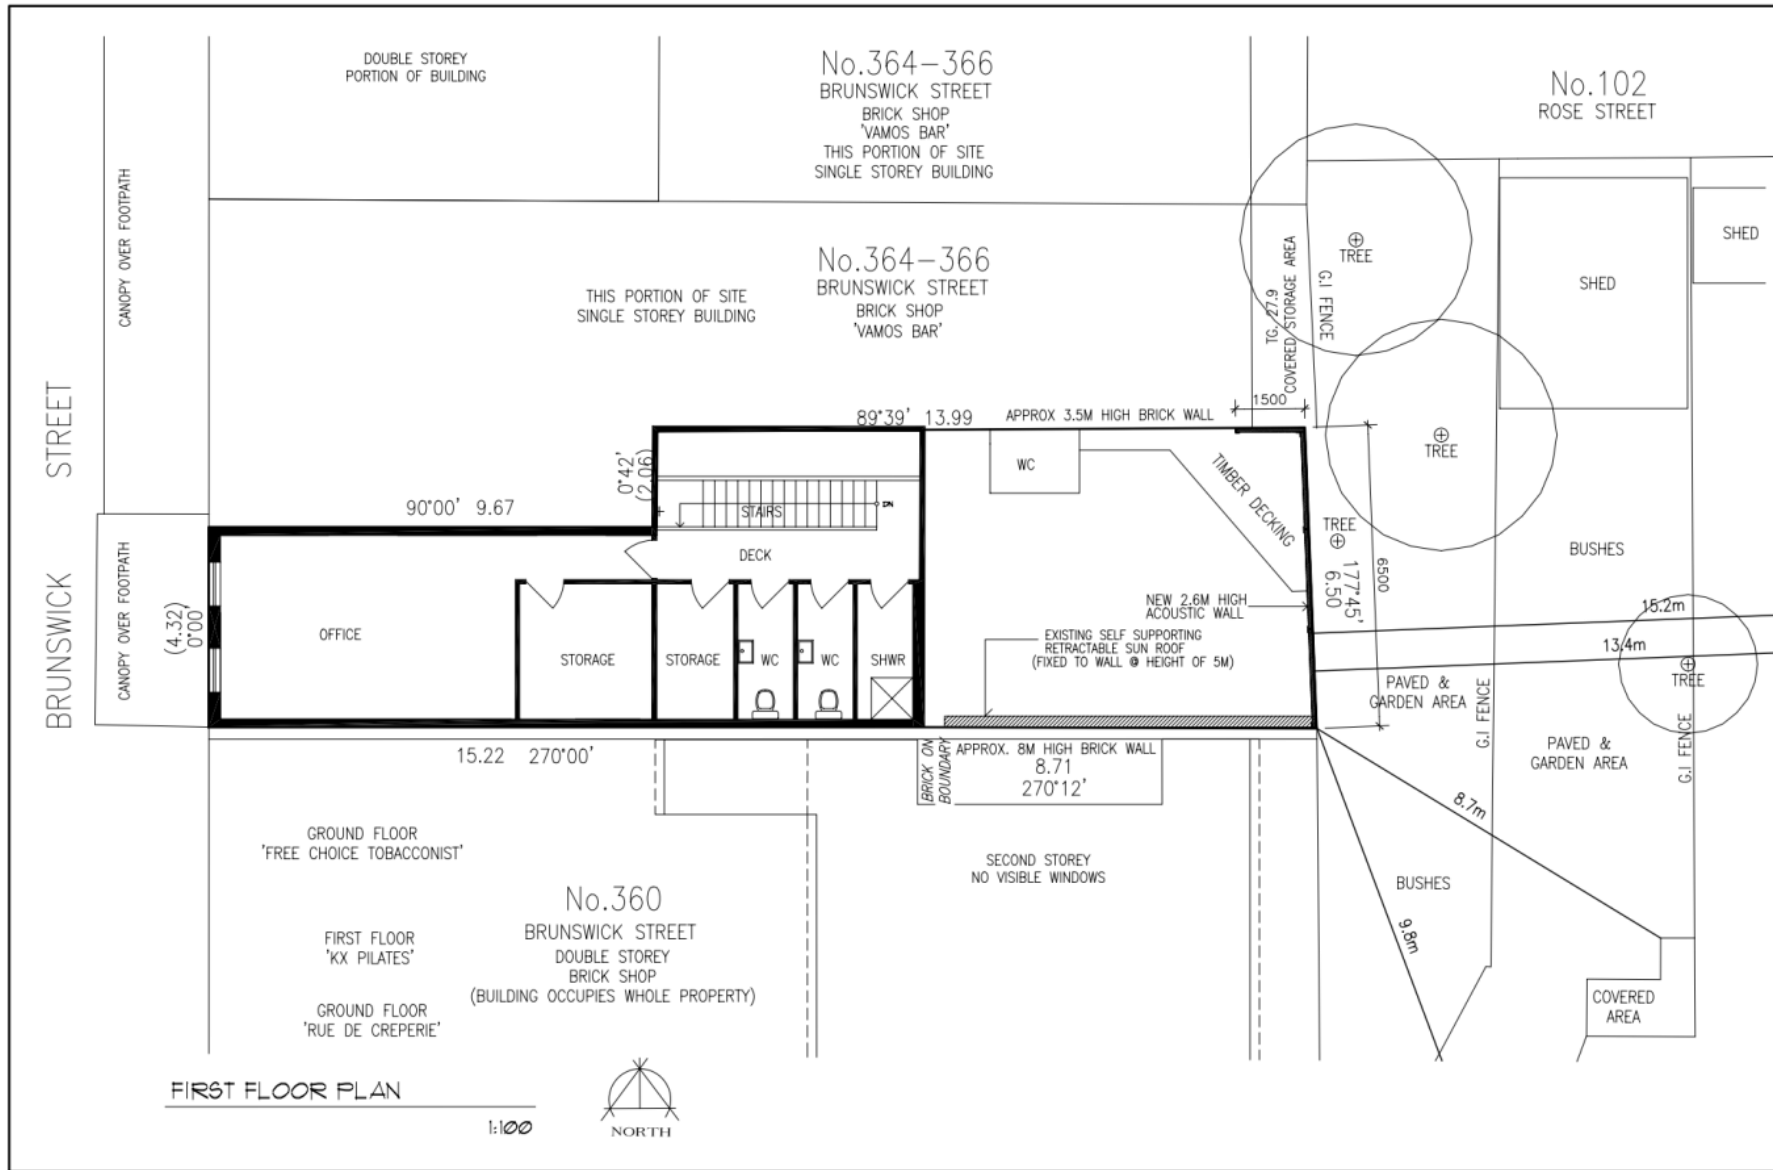 DOUBLE STOREY
PORTION OF BUILDING
No.364-366
BRUNSWICK STREET
BRICK SHOP
'VAMOS BAR'
THIS PORTION OF SITE
SINGLE STOREY BUILDING
No.102
ROSE STREET
CANOPY OVER FOOTPATH
No.364-366
BRUNSWICK STREET
BRICK SHOP
'VAMOS BAR'
THIS PORTION OF SITE
SINGLE STOREY BUILDING
TG. 27.9
COVERED STORAGE AREA
G.I FENCE
TREE
SHED
SHED
TREE
BRUNSWICK STREET
89°39' 13.99
APPROX 3.5M HIGH BRICK WALL
1500
0°42'
(2.06)
90°00' 9.67
STAIRS
DN
DECK
WC
TIMBER DECKING
TREE
177°45'
6.50
6500
BUSHES
CANOPY OVER FOOTPATH
(4.32)
0°00'
OFFICE
STORAGE
STORAGE
WC
WC
SHWR
NEW 2.6M HIGH
ACOUSTIC WALL
EXISTING SELF SUPPORTING
RETRACTABLE SUN ROOF
(FIXED TO WALL @ HEIGHT OF 5M)
15.2m
13.4m
TREE
PAVED &
GARDEN AREA
G.I FENCE
PAVED &
GARDEN AREA
G.I FENCE
15.22 270°00'
BRICK ON
BOUNDARY
APPROX. 8M HIGH BRICK WALL
8.71
270°12'
8.7m
9.8m
GROUND FLOOR
'FREE CHOICE TOBACCONIST'
SECOND STOREY
NO VISIBLE WINDOWS
BUSHES
No.360
BRUNSWICK STREET
DOUBLE STOREY
BRICK SHOP
(BUILDING OCCUPIES WHOLE PROPERTY)
FIRST FLOOR
'KX PILATES'
GROUND FLOOR
'RUE DE CREPERIE'
COVERED
AREA
FIRST FLOOR PLAN
1:100
NORTH